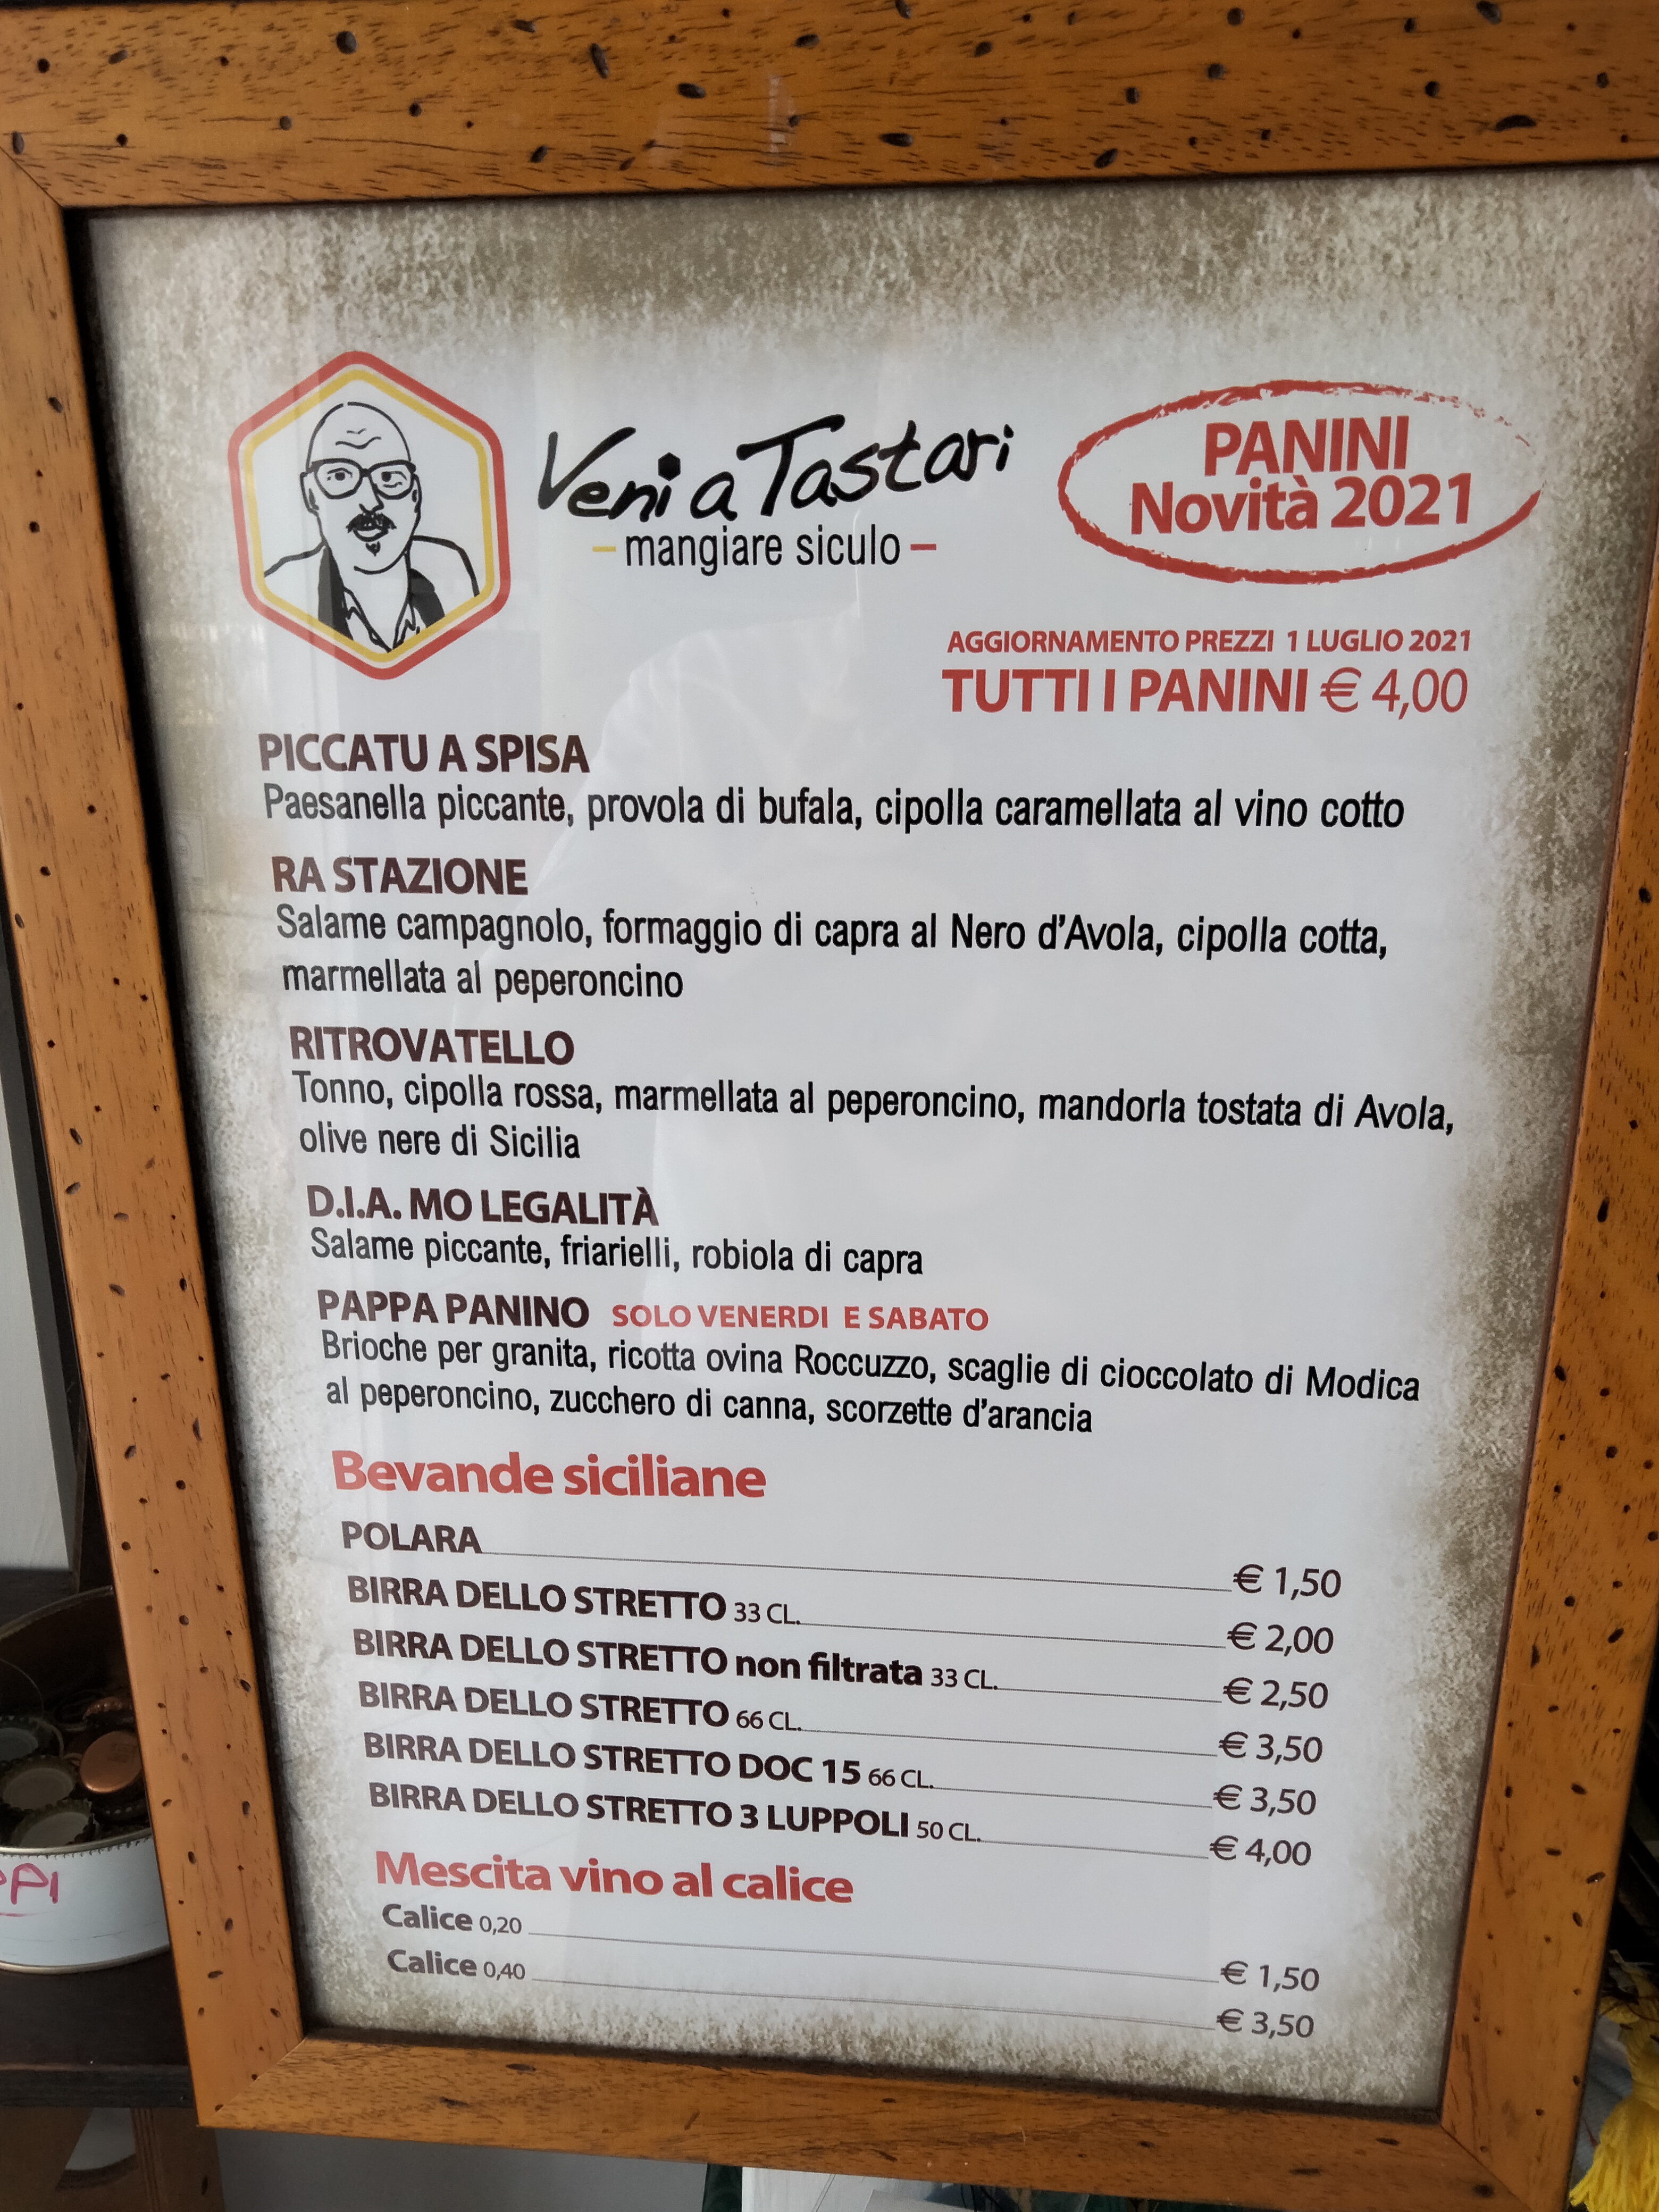 Veni a Tastari
mangiare siculo
PANINI
Novità 2021
AGGIORNAMENTO PREZZI 1 LUGLIO 2021
TUTTI I PANINI € 4,00
PICCATU A SPISA
Paesanella piccante, provola di bufala, cipolla caramellata al vino cotto
RA STAZIONE
Salame campagnolo, formaggio di capra al Nero d'Avola, cipolla cotta,
marmellata al peperoncino
RITROVATELLO
Tonno, cipolla rossa, marmellata al peperoncino, mandorla tostata di Avola,
olive nere di Sicilia
D.I.A. MO LEGALITÀ
Salame piccante, friarielli, robiola di capra
PAPPA PANINO SOLO VENERDI E SABATO
Brioche per granita, ricotta ovina Roccuzzo, scaglie di cioccolato di Modica
al peperoncino, zucchero di canna, scorzette d'arancia
Bevande siciliane
POLARA € 1,50
BIRRA DELLO STRETTO 33 CL. € 2,00
BIRRA DELLO STRETTO non filtrata 33 CL. € 2,50
BIRRA DELLO STRETTO 66 CL. € 3,50
BIRRA DELLO STRETTO DOC 15 66 CL. € 3,50
BIRRA DELLO STRETTO 3 LUPPOLI 50 CL. € 4,00
Mescita vino al calice
Calice 0,20 € 1,50
Calice 0,40 € 3,50